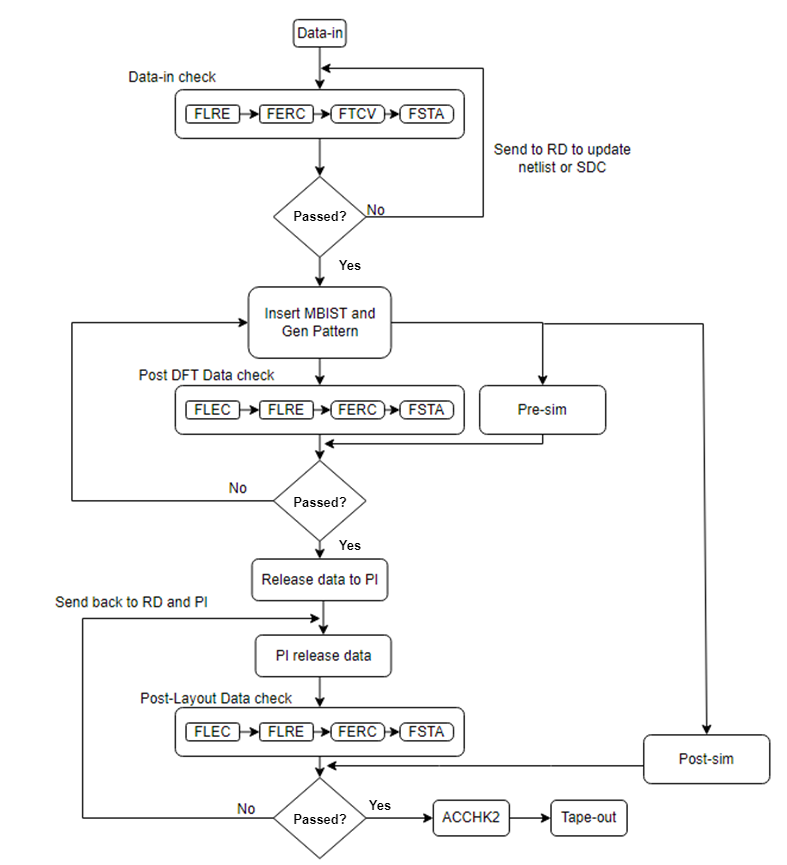 Data-in
Data-in check
FLRE FERC FTCV FSTA
Send to RD to update
netlist or SDC
Passed?
No
Yes
Insert MBIST and
Gen Pattern
Post DFT Data check
FLEC FLRE FERC FSTA
Pre-sim
No
Passed?
Yes
Release data to PI
Send back to RD and PI
PI release data
Post-Layout Data check
FLEC FLRE FERC FSTA
Post-sim
No
Passed?
Yes
ACCHK2
Tape-out